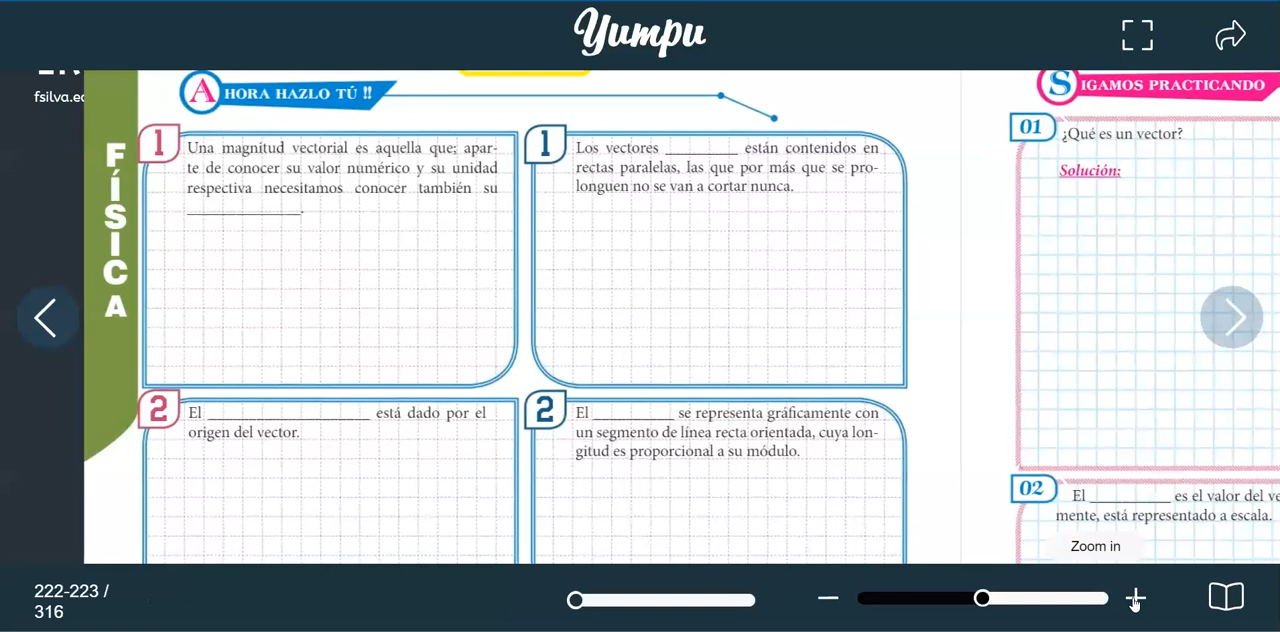 Yumpu
fsilva.ed
FÍSICA
AHORA HAZLO TÚ !!
1
Una magnitud vectorial es aquella que; apar-
te de conocer su valor numérico y su unidad
respectiva necesitamos conocer también su
_______________.
2
El ______________________ está dado por el
origen del vector.
1
Los vectores __________ están contenidos en
rectas paralelas, las que por más que se pro-
longuen no se van a cortar nunca.
2
El ___________ se representa gráficamente con
un segmento de línea recta orientada, cuya lon-
gitud es proporcional a su módulo.
SIGAMOS PRACTICANDO
01
¿Qué es un vector?
Solución:
02
El ___________ es el valor del ve
mente, está representado a escala.
Zoom in
222-223 /
316